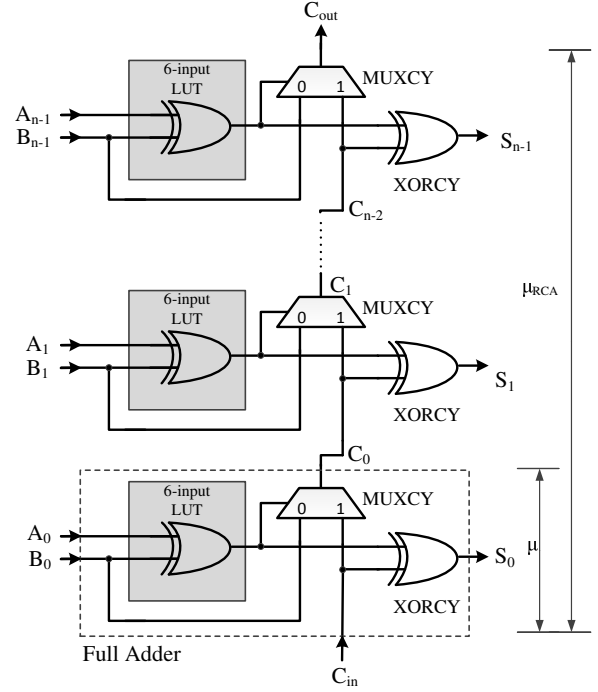 C_out
6-input
LUT
0 1
MUXCY
A_n-1
B_n-1
S_n-1
XORCY
C_n-2
μ_RCA
C_1
6-input
LUT
0 1
MUXCY
A_1
B_1
S_1
XORCY
C_0
6-input
LUT
0 1
MUXCY
A_0
B_0
S_0
μ
XORCY
Full Adder
C_in